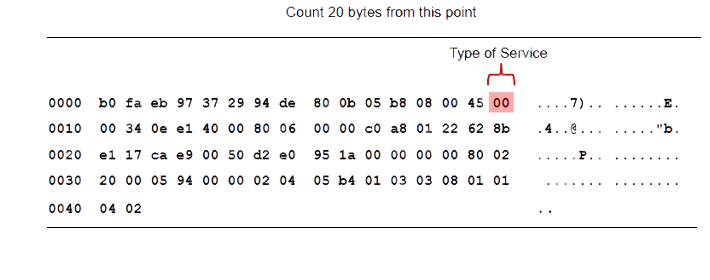 Count 20 bytes from this point
Type of Service
0000 b0 fa eb 97 37 29 94 de 80 0b 05 b8 08 00 45 00 ....7).. ......E.
0010 00 34 0e e1 40 00 80 06 00 00 c0 a8 01 22 62 8b .4..@... ....."b.
0020 e1 17 ca e9 00 50 d2 e0 95 1a 00 00 00 00 80 02 .....P.. ........
0030 20 00 05 94 00 00 02 04 05 b4 01 03 03 08 01 01 ....... ........
0040 04 02 ..